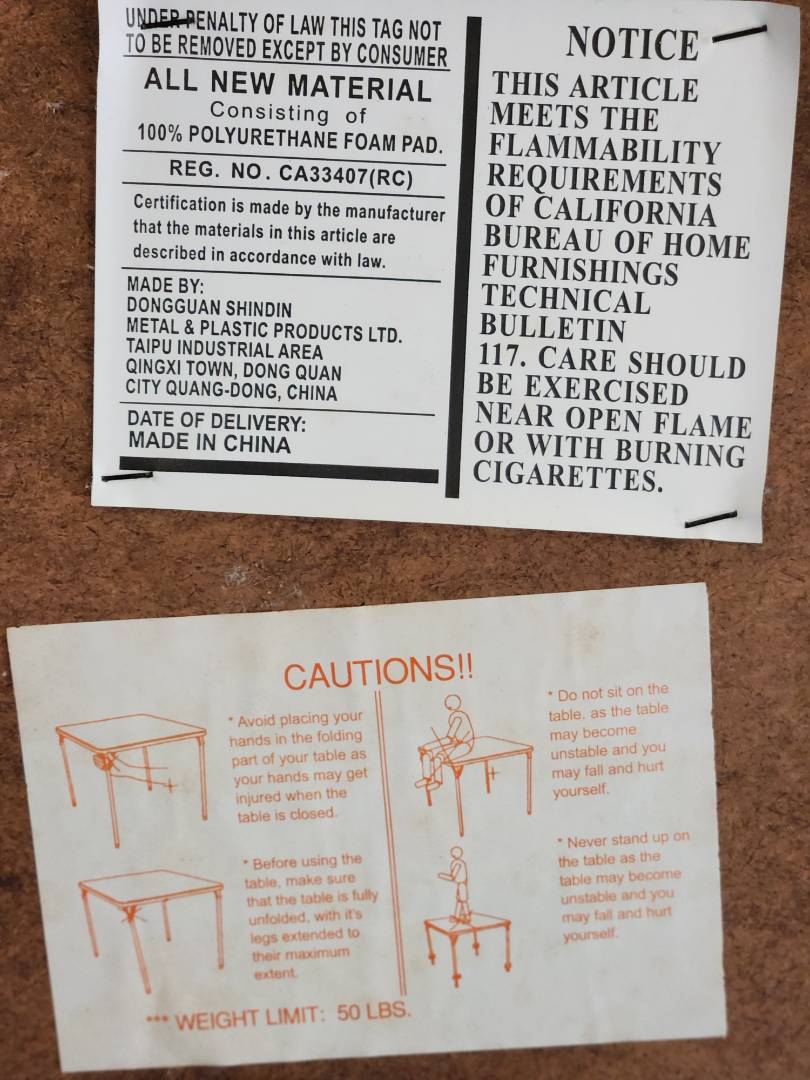 UNDER PENALTY OF LAW THIS TAG NOT
TO BE REMOVED EXCEPT BY CONSUMER
ALL NEW MATERIAL
Consisting of
100% POLYURETHANE FOAM PAD.
REG. NO. CA33407(RC)
Certification is made by the manufacturer
that the materials in this article are
described in accordance with law.
MADE BY:
DONGGUAN SHINDIN
METAL & PLASTIC PRODUCTS LTD.
TAIPU INDUSTRIAL AREA
QINGXI TOWN, DONG QUAN
CITY QUANG-DONG, CHINA
DATE OF DELIVERY:
MADE IN CHINA
NOTICE
THIS ARTICLE
MEETS THE
FLAMMABILITY
REQUIREMENTS
OF CALIFORNIA
BUREAU OF HOME
FURNISHINGS
TECHNICAL
BULLETIN
117. CARE SHOULD
BE EXERCISED
NEAR OPEN FLAME
OR WITH BURNING
CIGARETTES.
CAUTIONS!!
* Avoid placing your
hands in the folding
part of your table as
your hands may get
injured when the
table is closed.
* Before using the
table, make sure
that the table is fully
unfolded, with it's
legs extended to
their maximum
extent.
* Do not sit on the
table, as the table
may become
unstable and you
may fall and hurt
yourself.
* Never stand up on
the table as the
table may become
unstable and you
may fall and hurt
yourself.
*** WEIGHT LIMIT: 50 LBS.